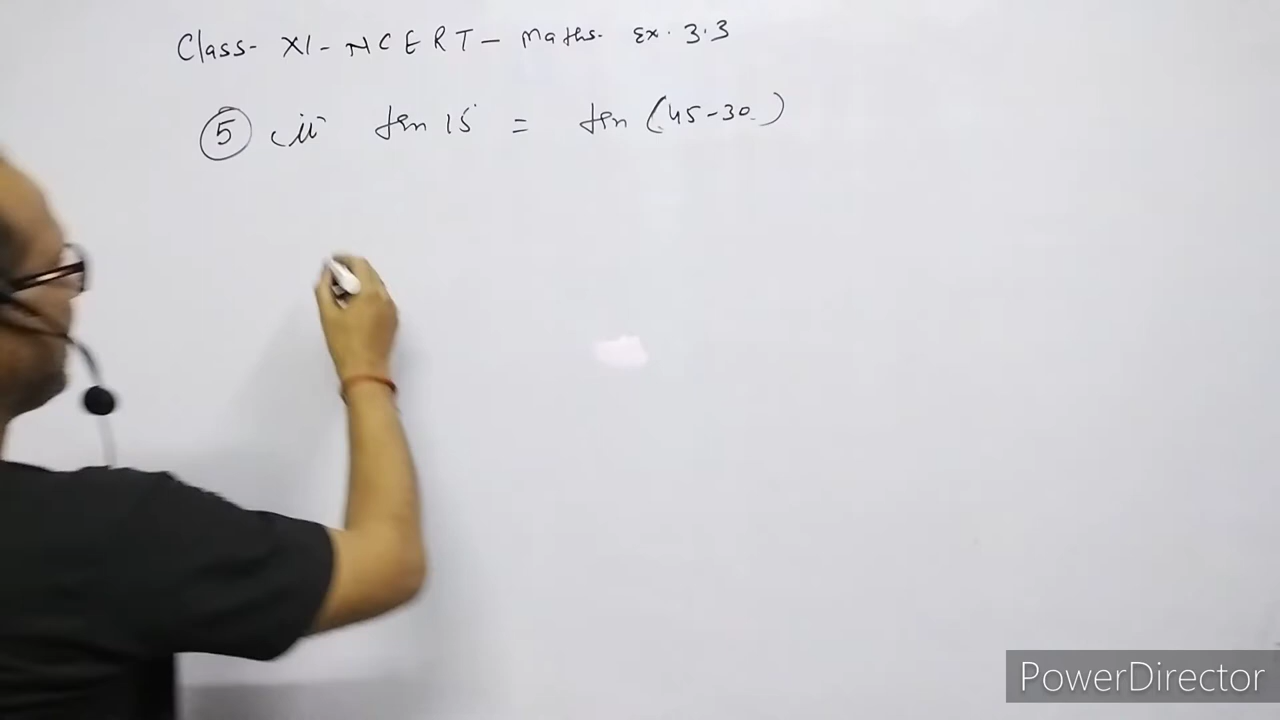 Class- XI - NCERT - Maths. Ex. 3.3
5 (ii) tan 15° = tan (45-30)
PowerDirector